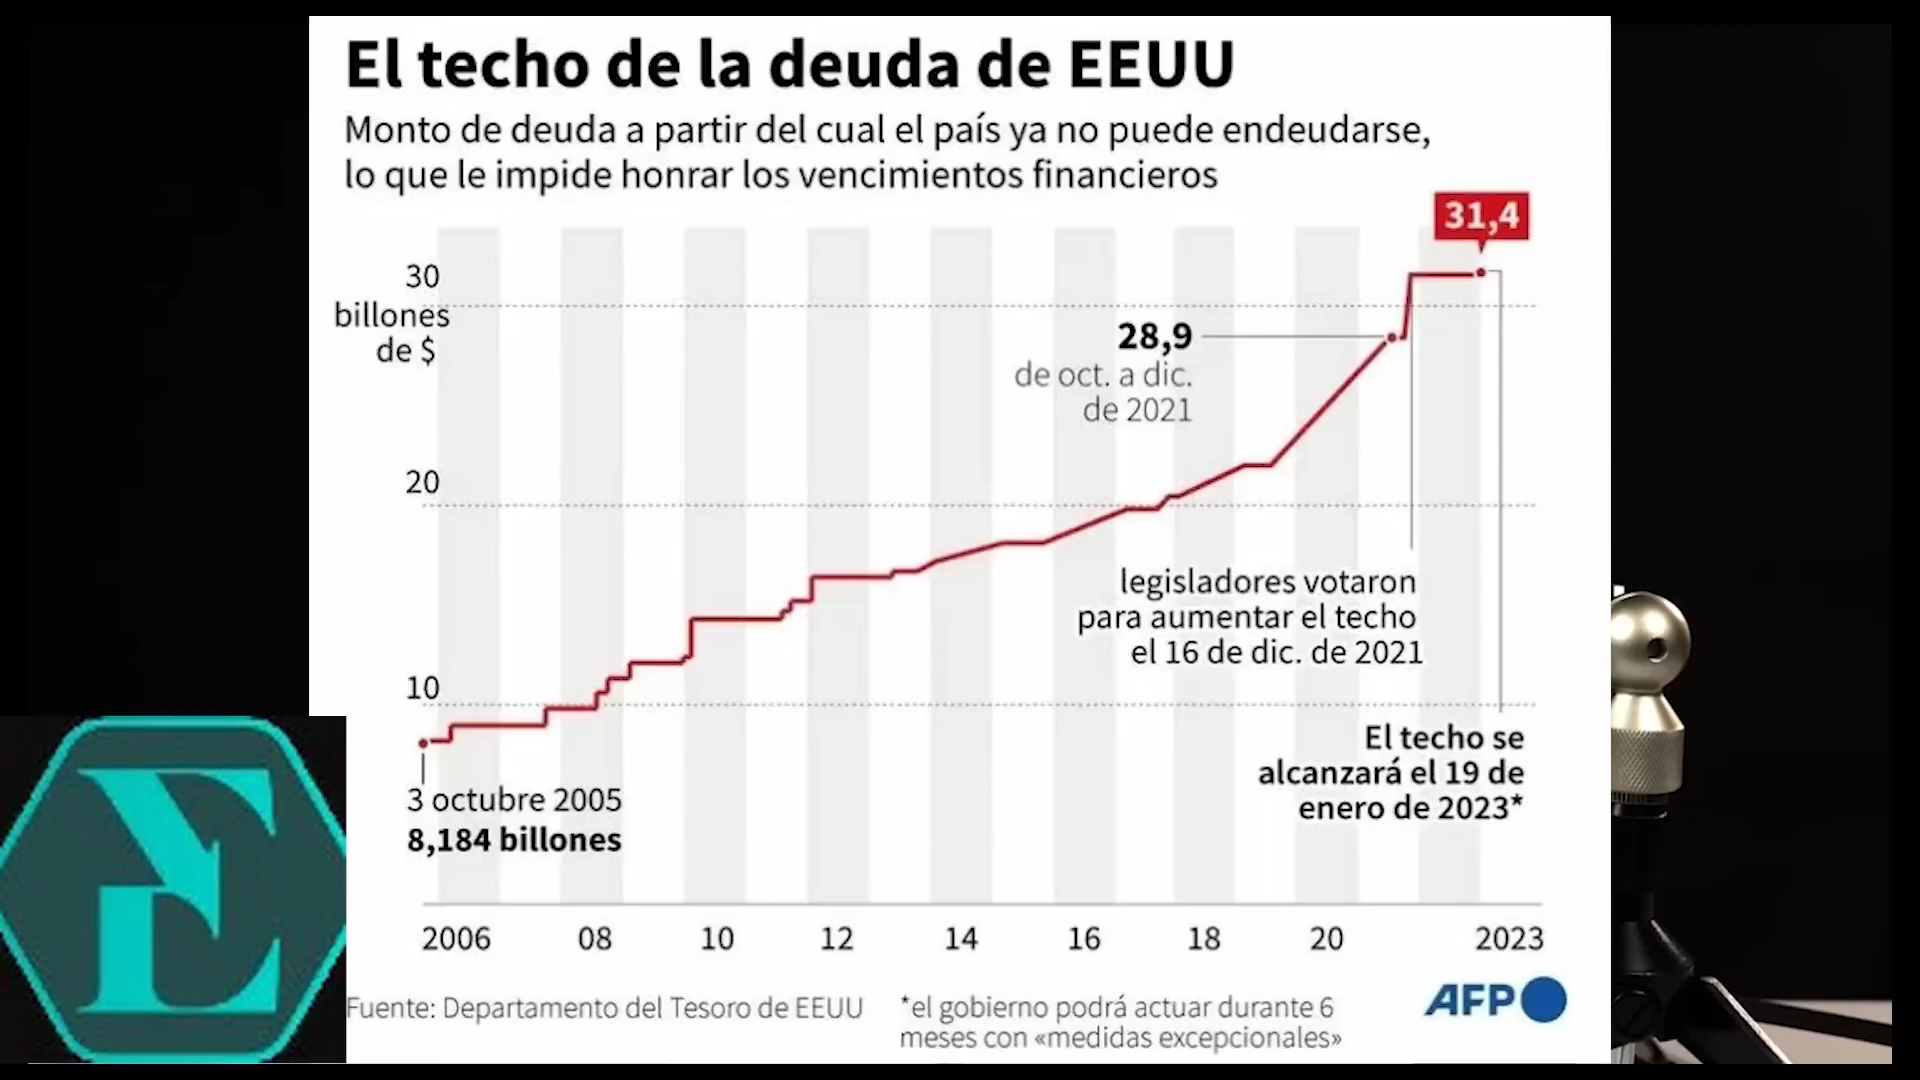 El techo de la deuda de EEUU
Monto de deuda a partir del cual el país ya no puede endeudarse,
lo que le impide honrar los vencimientos financieros
31,4
30
billones
de $
28,9
de oct. a dic.
de 2021
20
legisladores votaron
para aumentar el techo
el 16 de dic. de 2021
10
El techo se
alcanzará el 19 de
enero de 2023*
3 octubre 2005
8,184 billones
2006 08 10 12 14 16 18 20 2023
Fuente: Departamento del Tesoro de EEUU
*el gobierno podrá actuar durante 6
meses con «medidas excepcionales»
AFP
E